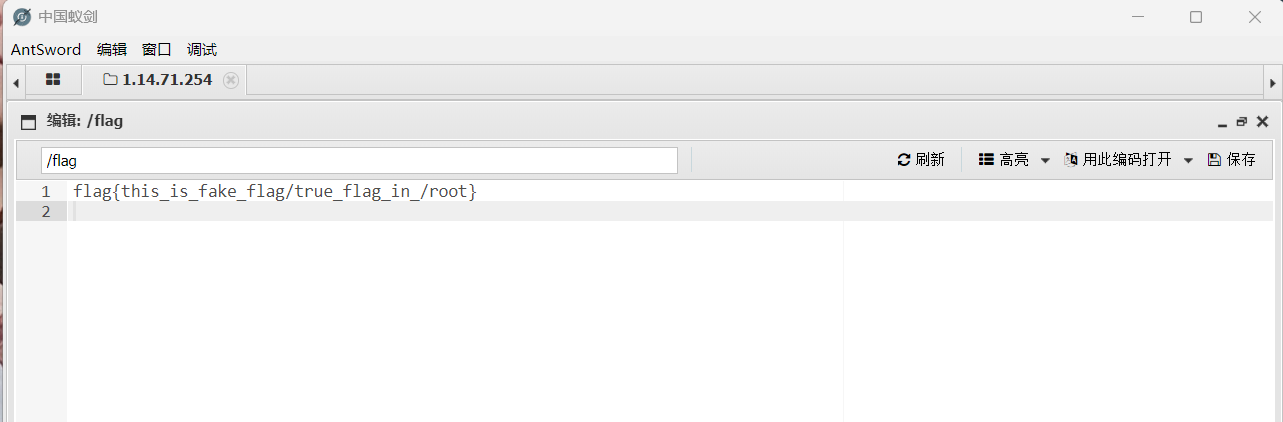 中国蚁剑
AntSword 编辑 窗口 调试
1.14.71.254
编辑: /flag
/flag 刷新 高亮 用此编码打开 保存
1 flag{this_is_fake_flag/true_flag_in_/root}
2